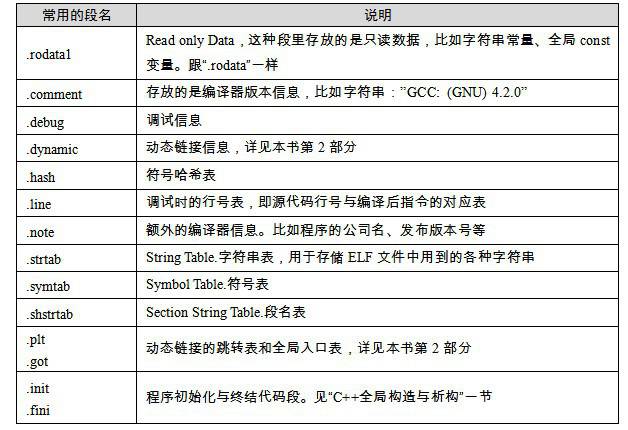 常用的段名 说明
.rodata1 Read only Data，这种段里存放的是只读数据，比如字符串常量、全局 const
变量。跟“.rodata”一样
.comment 存放的是编译器版本信息，比如字符串：”GCC: (GNU) 4.2.0”
.debug 调试信息
.dynamic 动态链接信息，详见本书第 2 部分
.hash 符号哈希表
.line 调试时的行号表，即源代码行号与编译后指令的对应表
.note 额外的编译器信息。比如程序的公司名、发布版本号等
.strtab String Table.字符串表，用于存储 ELF 文件中用到的各种字符串
.symtab Symbol Table.符号表
.shstrtab Section String Table.段名表
.plt
.got
动态链接的跳转表和全局入口表，详见本书第 2 部分
.init
.fini
程序初始化与终结代码段。见“C++全局构造与析构”一节